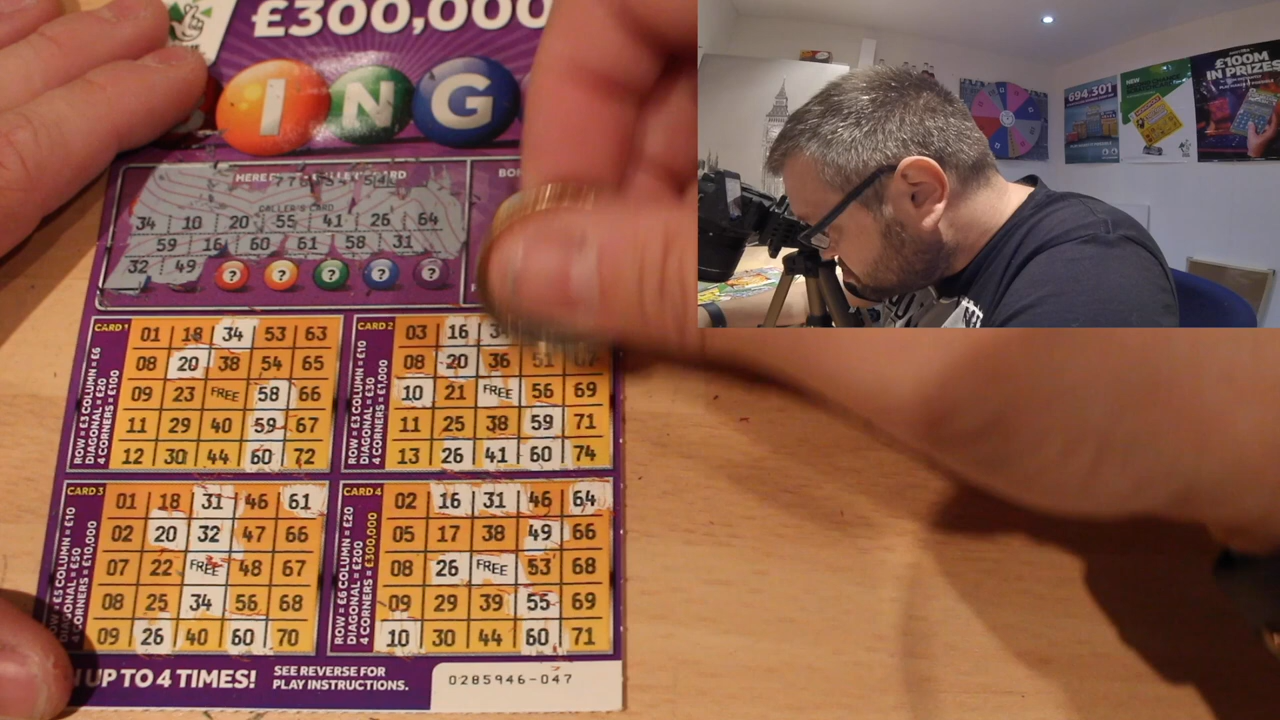 £300,000
I N G
CALLER'S CARD
34 10 20 55 41 26 64
59 16 60 61 58 31
32 49 ? ? ? ? ?
CARD 1
ROW = £3 COLUMN = £6
DIAGONAL = £20
4 CORNERS = £100
01 18 34 53 63
08 20 38 54 65
09 23 FREE 58 66
11 29 40 59 67
12 30 44 60 72
CARD 2
ROW = £3 COLUMN = £10
DIAGONAL = £30
4 CORNERS = £1,000
03 16
08 20 36 51
10 21 FREE 56 69
11 25 38 59 71
13 26 41 60 74
CARD 3
ROW = £5 COLUMN = £10
DIAGONAL = £50
4 CORNERS = £10,000
01 18 31 46 61
02 20 32 47 66
07 22 FREE 48 67
08 25 34 56 68
09 26 40 60 70
CARD 4
ROW = £6 COLUMN = £20
DIAGONAL = £200
4 CORNERS = £300,000
02 16 31 46 64
05 17 38 49 66
08 26 FREE 53 68
09 29 39 55 69
10 30 44 60 71
UP TO 4 TIMES!
SEE REVERSE FOR
PLAY INSTRUCTIONS.
0285946-047
694,301
NEW
£100M
IN PRIZES